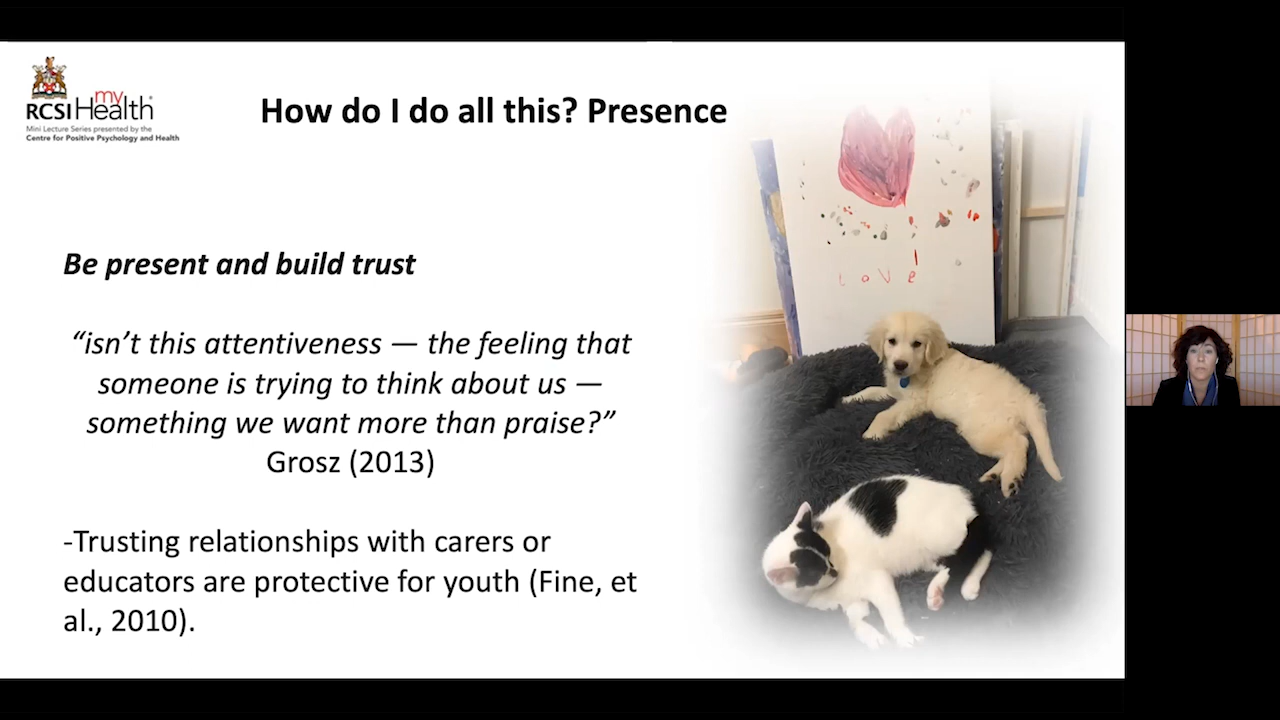 my
RCSI Health
Mini Lecture Series presented by the
Centre for Positive Psychology and Health
How do I do all this? Presence
Be present and build trust
“isn’t this attentiveness — the feeling that
someone is trying to think about us —
something we want more than praise?”
Grosz (2013)
-Trusting relationships with carers or
educators are protective for youth (Fine, et
al., 2010).
love!